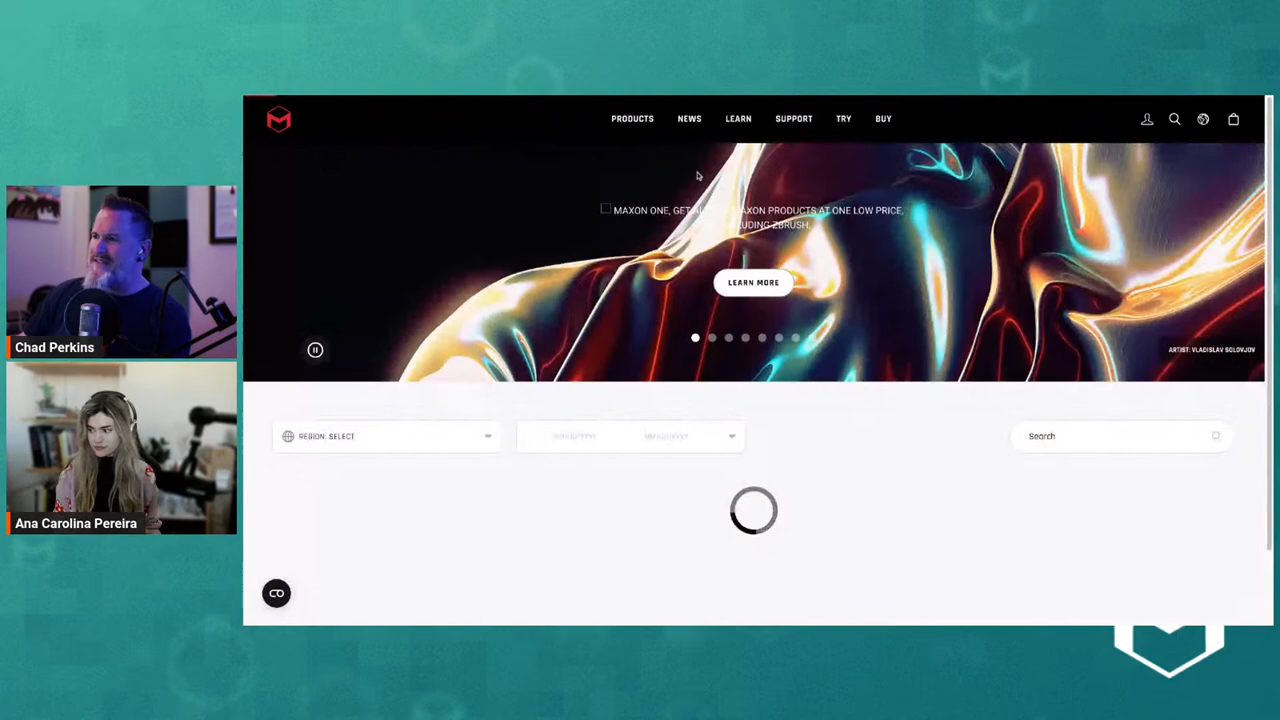 PRODUCTS NEWS LEARN SUPPORT TRY BUY
MAXON ONE, GET MAXON PRODUCTS AT ONE LOW PRICE,
ZBRUSH.
LEARN MORE
ARTIST: VLADISLAV SOLOVJOV
REGION: SELECT
Search
Chad Perkins
Ana Carolina Pereira